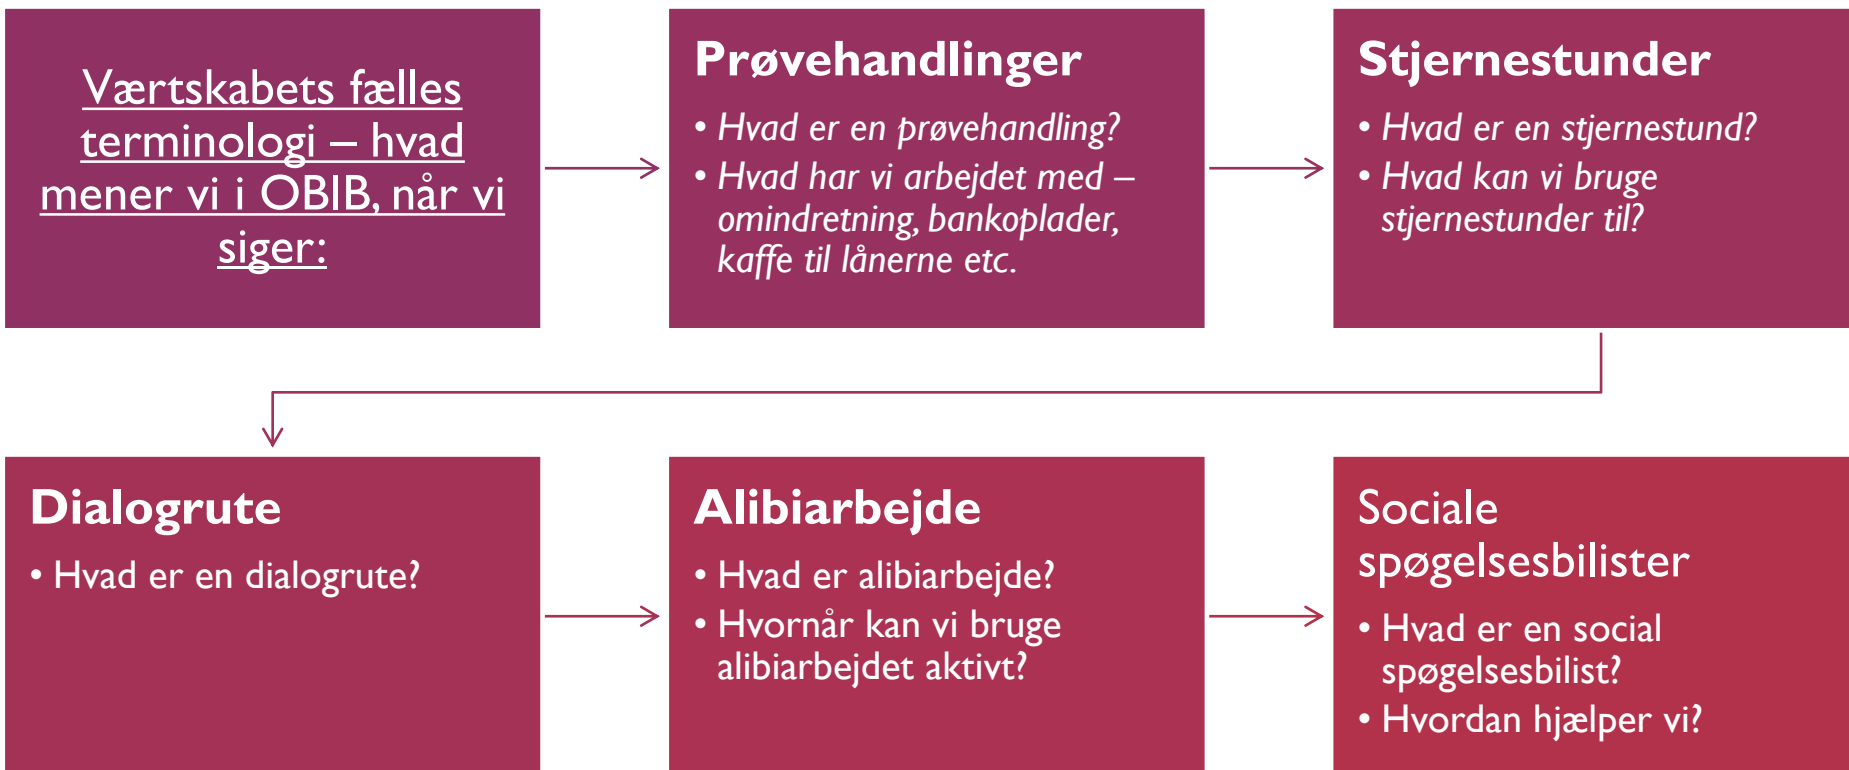 Værtskabets fælles
terminologi – hvad
mener vi i OBIB, når vi
siger:
Prøvehandlinger
• Hvad er en prøvehandling?
• Hvad har vi arbejdet med –
omindretning, bankoplader,
kaffe til lånerne etc.
Stjernestunder
• Hvad er en stjernestund?
• Hvad kan vi bruge
stjernestunder til?
Dialogrute
• Hvad er en dialogrute?
Alibiarbejde
• Hvad er alibiarbejde?
• Hvornår kan vi bruge
alibiarbejdet aktivt?
Sociale
spøgelsesbilister
• Hvad er en social
spøgelsesbilist?
• Hvordan hjælper vi?